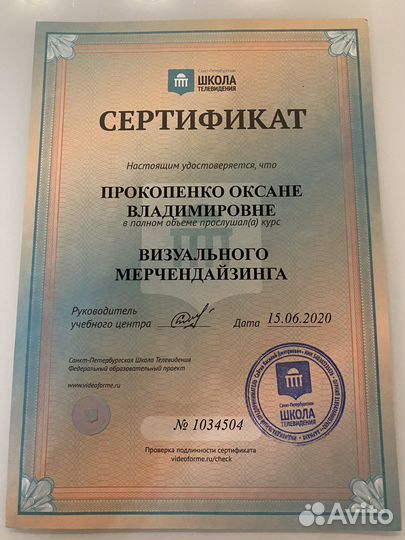 Санкт-Петербургская
ШКОЛА
ТЕЛЕВИДЕНИЯ
СЕРТИФИКАТ
Настоящим удостоверяется, что
ПРОКОПЕНКО ОКСАНЕ
ВЛАДИМИРОВНЕ
в полном объеме прослушал(а) курс
ВИЗУАЛЬНОГО
МЕРЧЕНДАЙЗИНГА
Руководитель
учебного центра
Дата 15.06.2020
Санкт-Петербургская Школа Телевидения
Федеральный образовательный проект
www.videoforme.ru
Санкт-Петербургская
ШКОЛА
ТЕЛЕВИДЕНИЯ
№ 1034504
Проверка подлинности сертификата
videoforme.ru/check
Avito